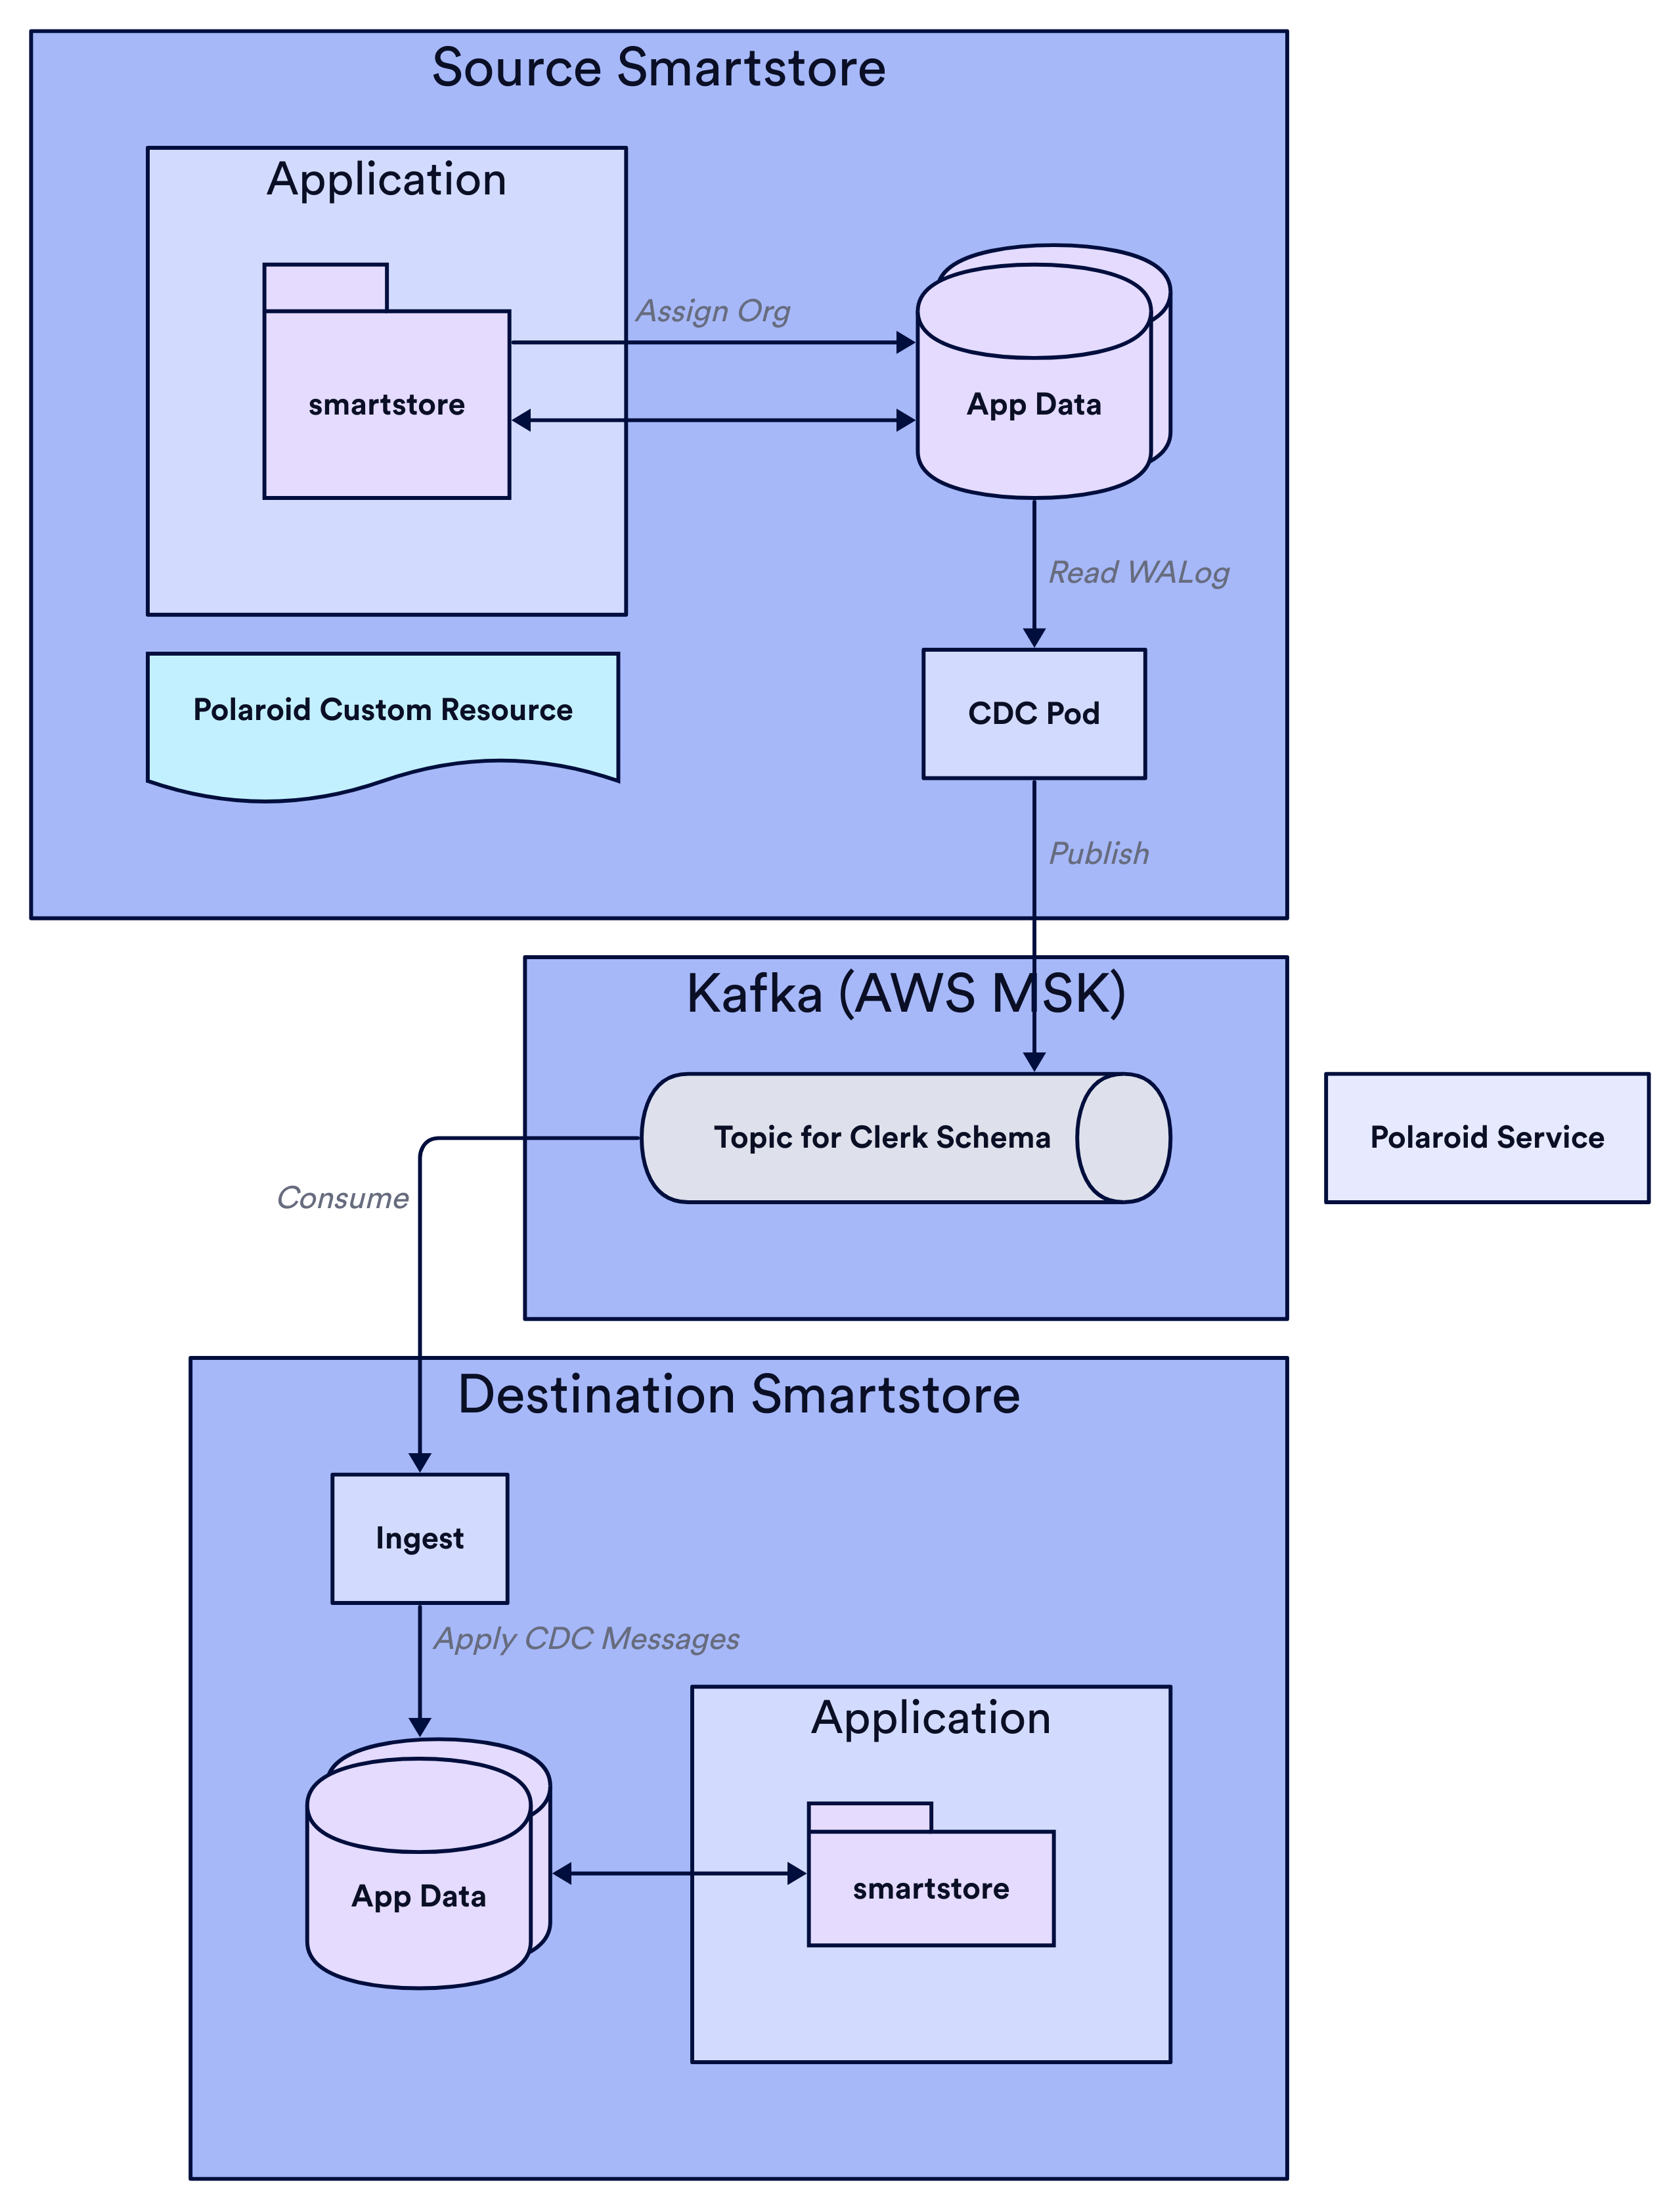 Source Smartstore
Application
Assign Org
smartstore
App Data
Read WALog
Polaroid Custom Resource
CDC Pod
Publish
Kafka (AWS MSK)
Topic for Clerk Schema
Polaroid Service
Consume
Destination Smartstore
Ingest
Apply CDC Messages
Application
smartstore
App Data